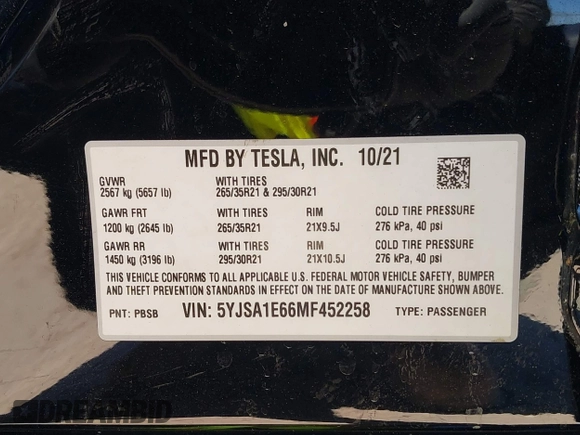 MFD BY TESLA, INC. 10/21
GVWR WITH TIRES
2567 kg (5657 lb) 265/35R21 & 295/30R21
GAWR FRT WITH TIRES RIM COLD TIRE PRESSURE
1200 kg (2645 lb) 265/35R21 21X9.5J 276 kPa, 40 psi
GAWR RR WITH TIRES RIM COLD TIRE PRESSURE
1450 kg (3196 lb) 295/30R21 21X10.5J 276 kPa, 40 psi
THIS VEHICLE CONFORMS TO ALL APPLICABLE U.S. FEDERAL MOTOR VEHICLE SAFETY, BUMPER
AND THEFT PREVENTION STANDARDS IN EFFECT ON THE DATE OF MANUFACTURE SHOWN ABOVE.
PNT: PBSB VIN: 5YJSA1E66MF452258 TYPE: PASSENGER
DREAMBID